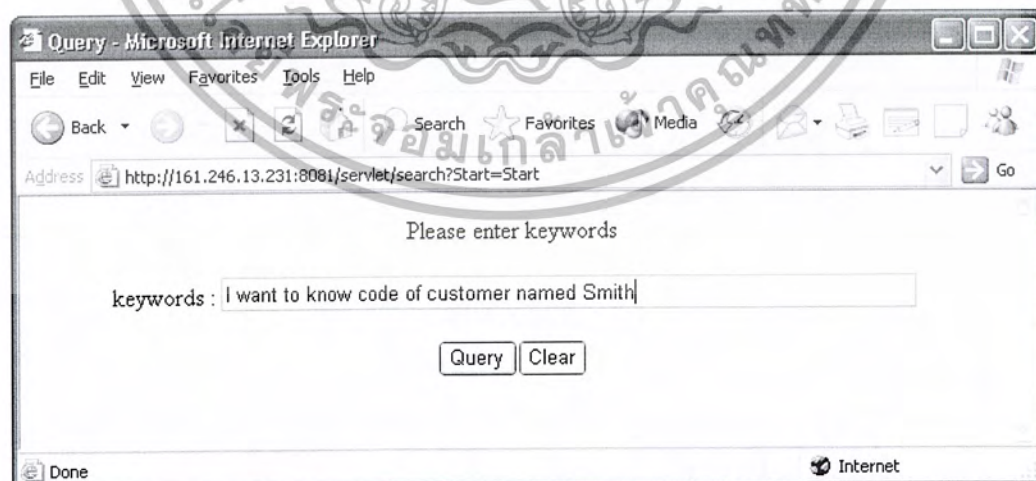 Query - Microsoft Internet Explorer
File Edit View Favorites Tools Help
Back Search Favorites Media
Address http://161.246.13.231:8081/servlet/search?Start=Start Go
Please enter keywords
keywords : I want to know code of customer named Smith
Query Clear
Done Internet